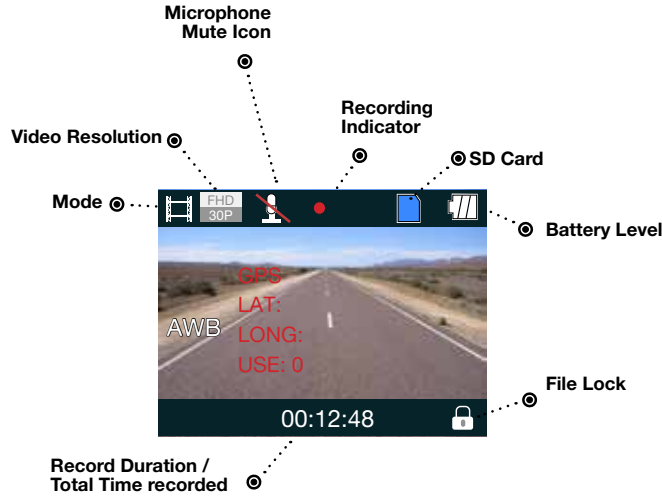 Microphone
Mute Icon
Recording
Indicator
Video Resolution
SD Card
Mode
FHD
30P
Battery Level
GPS
LAT:
AWB
LONG:
USE: 0
File Lock
00:12:48
Record Duration /
Total Time recorded